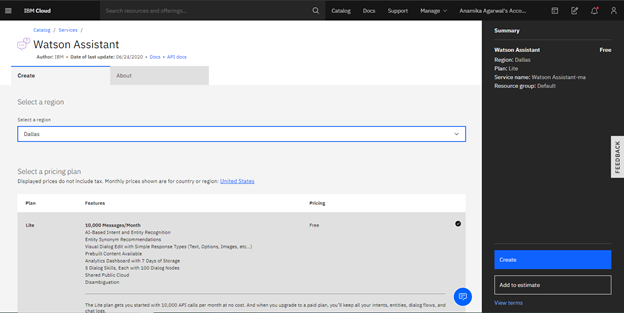 IBM Cloud
Search resources and offerings...
Catalog Docs Support Manage Anamika Agarwal's Acco...
Catalog / Services /
Watson Assistant
Author: IBM • Date of last update: 06/26/2020 • Docs • API docs
Create About
Select a region
Select a region
Dallas
Select a pricing plan
Displayed prices do not include tax. Monthly prices shown are for country or region: United States
Plan Features Pricing
Lite 10,000 Messages/Month Free
AI-Based Intent and Entity Recognition
Entity Synonym Recommendations
Visual Dialog Edit with Simple Response Types (Text, Options, Images, etc...)
Prebuilt Content Available
Analytics Dashboard with 7 Days of Storage
5 Dialog Skills, Each with 100 Dialog Nodes
Shared Public Cloud
Disambiguation
The Lite plan gets you started with 10,000 API calls per month at no cost. And when you upgrade to a paid plan, you'll keep all your intents, entities, dialog flows, and
chat logs.
Summary
Watson Assistant Free
Region: Dallas
Plan: Lite
Service name: Watson Assistant-ma
Resource group: Default
FEEDBACK
Create
Add to estimate
View terms